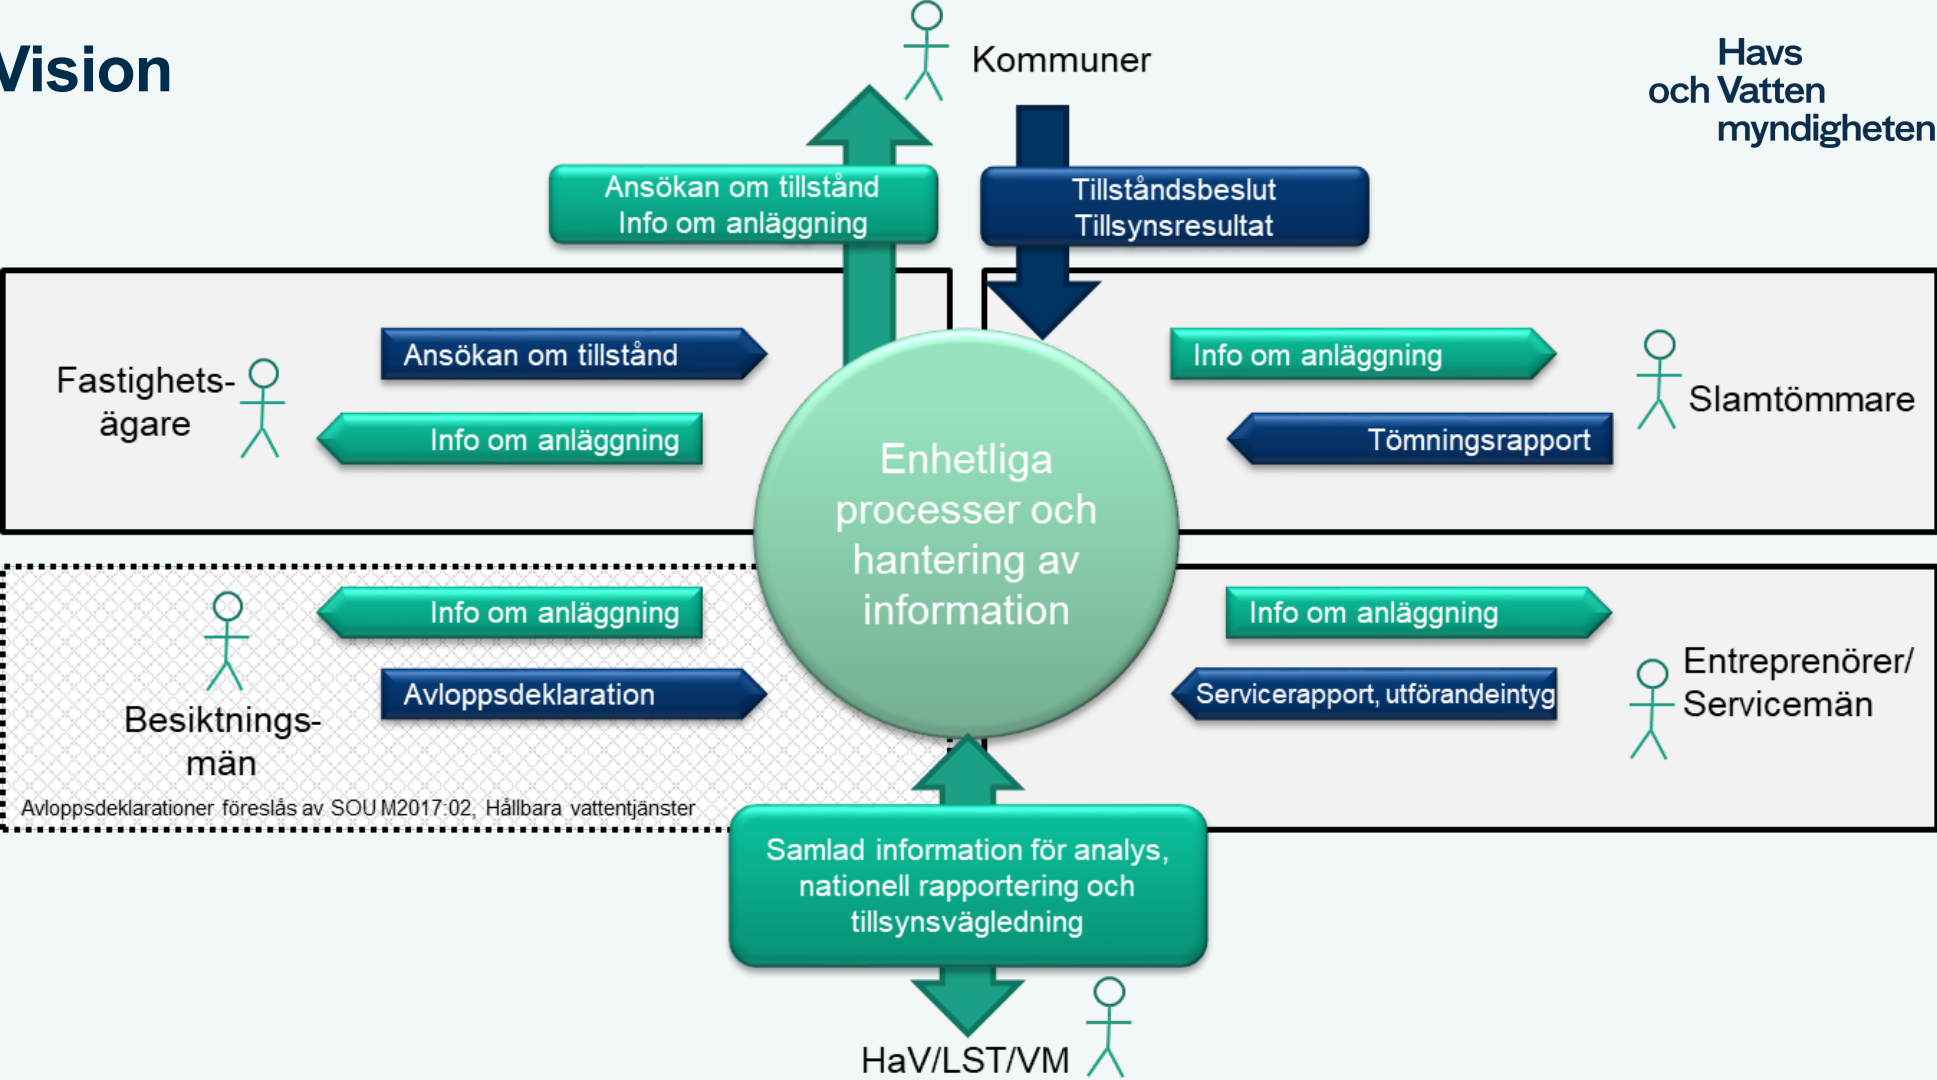 Vision
Kommuner
Havs
och Vatten
myndigheten
Ansökan om tillstånd
Info om anläggning
Tillståndsbeslut
Tillsynsresultat
Fastighets-
ägare
Ansökan om tillstånd
Info om anläggning
Info om anläggning
Tömningsrapport
Slamtömmare
Enhetliga
processer och
hantering av
information
Info om anläggning
Avloppsdeklaration
Besiktnings-
män
Avloppsdeklarationer föreslås av SOU M2017:02, Hållbara vattentjänster
Info om anläggning
Servicerapport, utförandeintyg
Entreprenörer/
Servicemän
Samlad information för analys,
nationell rapportering och
tillsynsvägledning
HaV/LST/VM